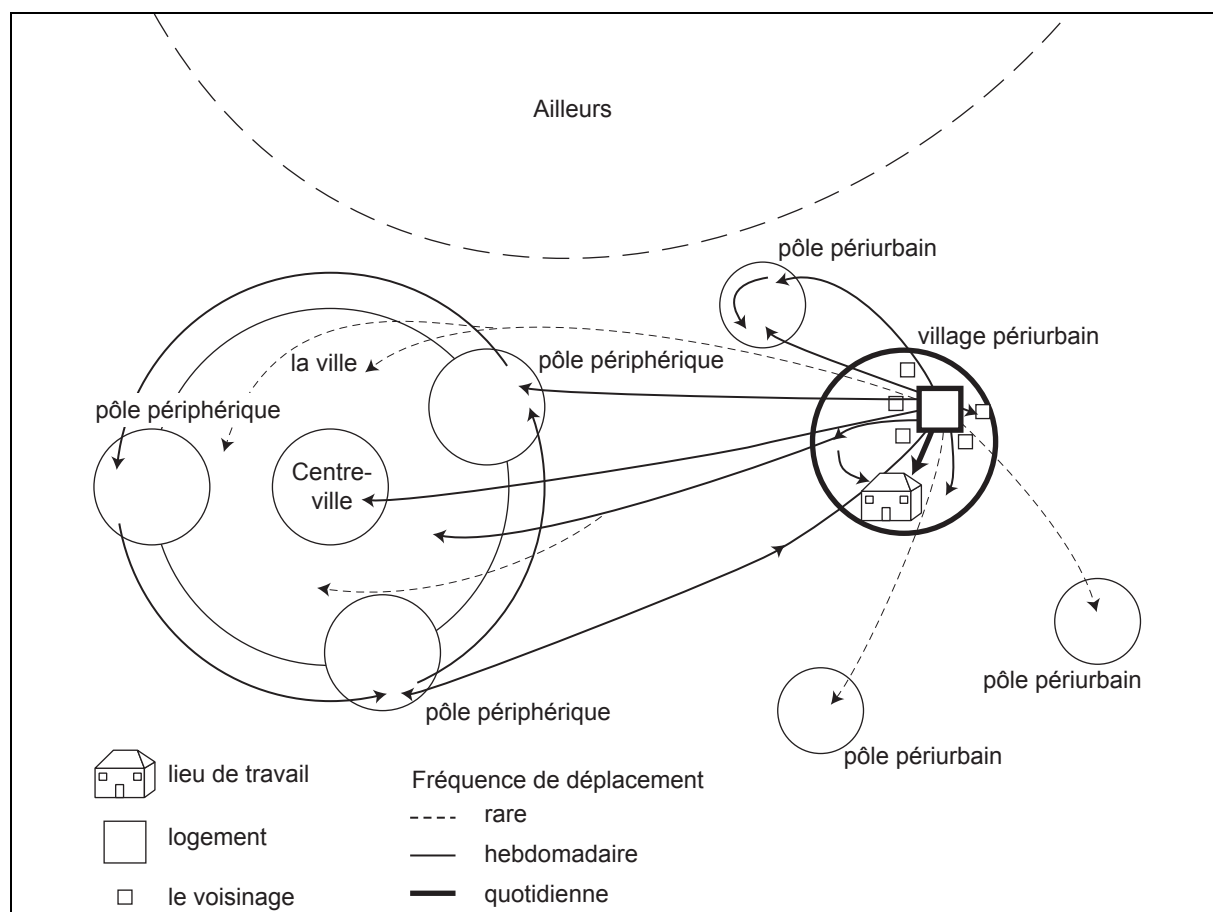 Ailleurs
pôle périurbain
village périurbain
pôle périphérique
la ville
pôle périphérique
Centre-
ville
pôle périurbain
pôle périphérique
pôle périurbain
lieu de travail
logement
le voisinage
Fréquence de déplacement
rare
hebdomadaire
quotidienne